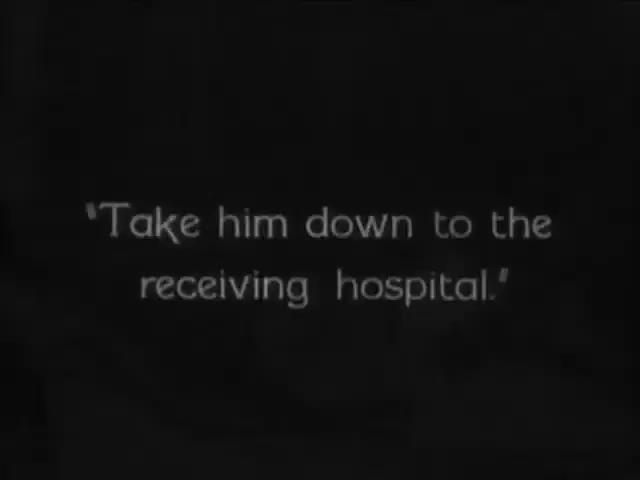 "Take him down to the
receiving hospital."